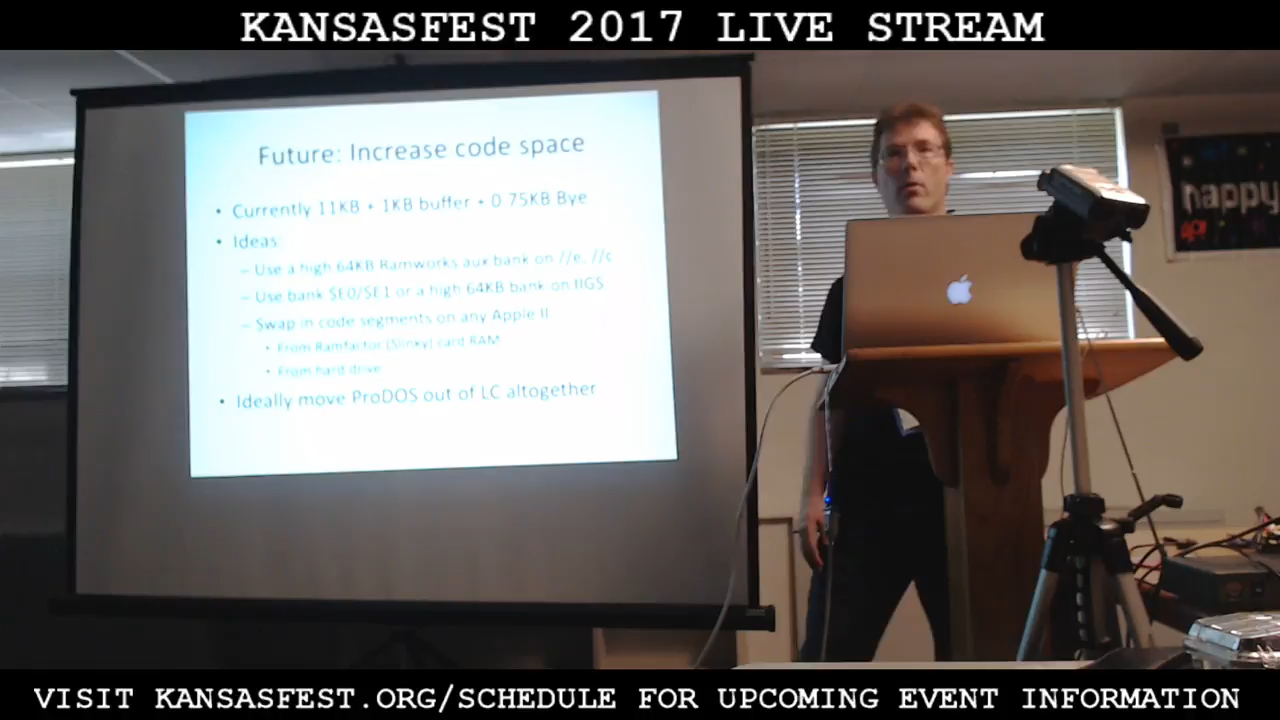 KANSASFEST 2017 LIVE STREAM
Future: Increase code space
• Currently 11KB + 1KB buffer + 0.75KB Bye
• Ideas:
– Use a high 64KB Ramworks aux bank on //e, //c
– Use bank $E0/$E1 or a high 64KB bank on IIGS
– Swap in code segments on any Apple II
• From Ramfactor (Slinky) card RAM
• From hard drive
• Ideally move ProDOS out of LC altogether
happy
VISIT KANSASFEST.ORG/SCHEDULE FOR UPCOMING EVENT INFORMATION